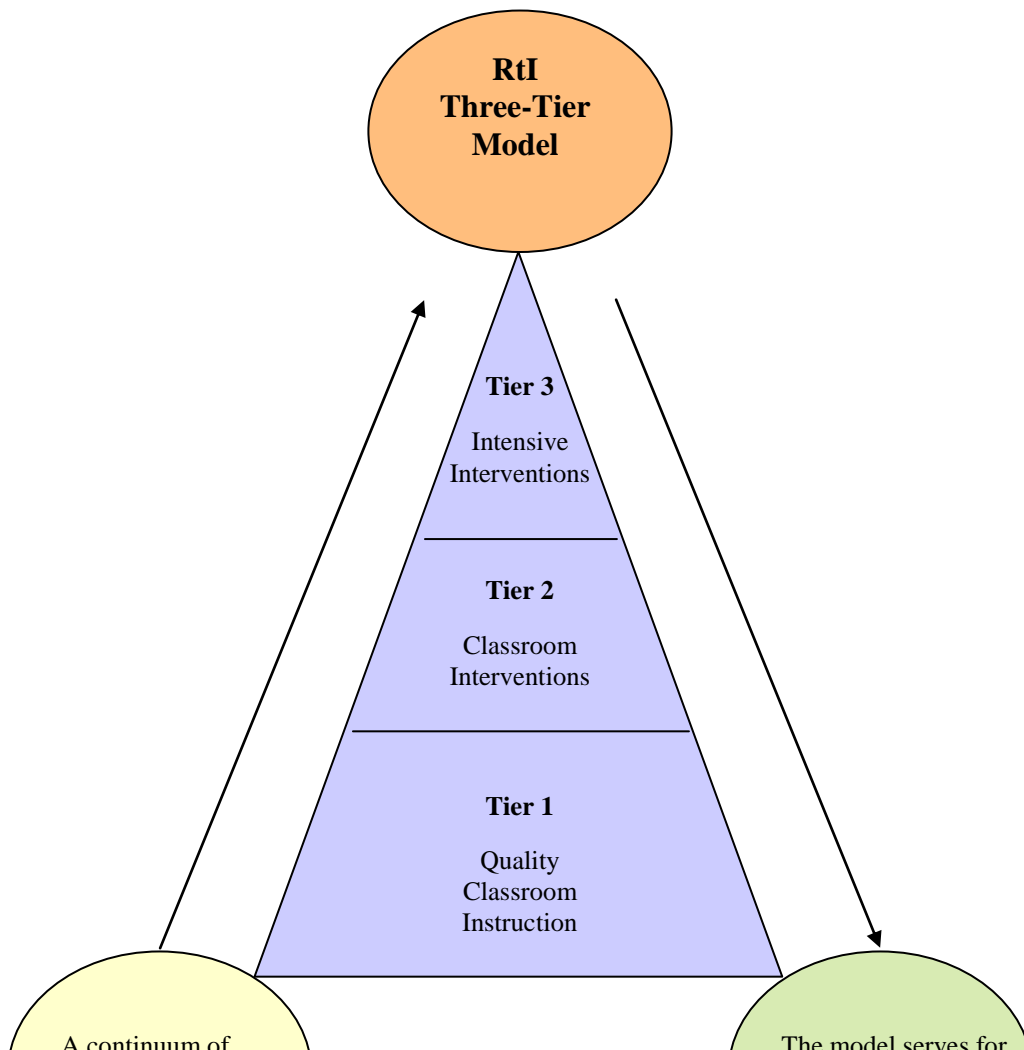 RtI
Three-Tier
Model
Tier 3
Intensive
Interventions
Tier 2
Classroom
Interventions
Tier 1
Quality
Classroom
Instruction
A continuum of
The model serves for